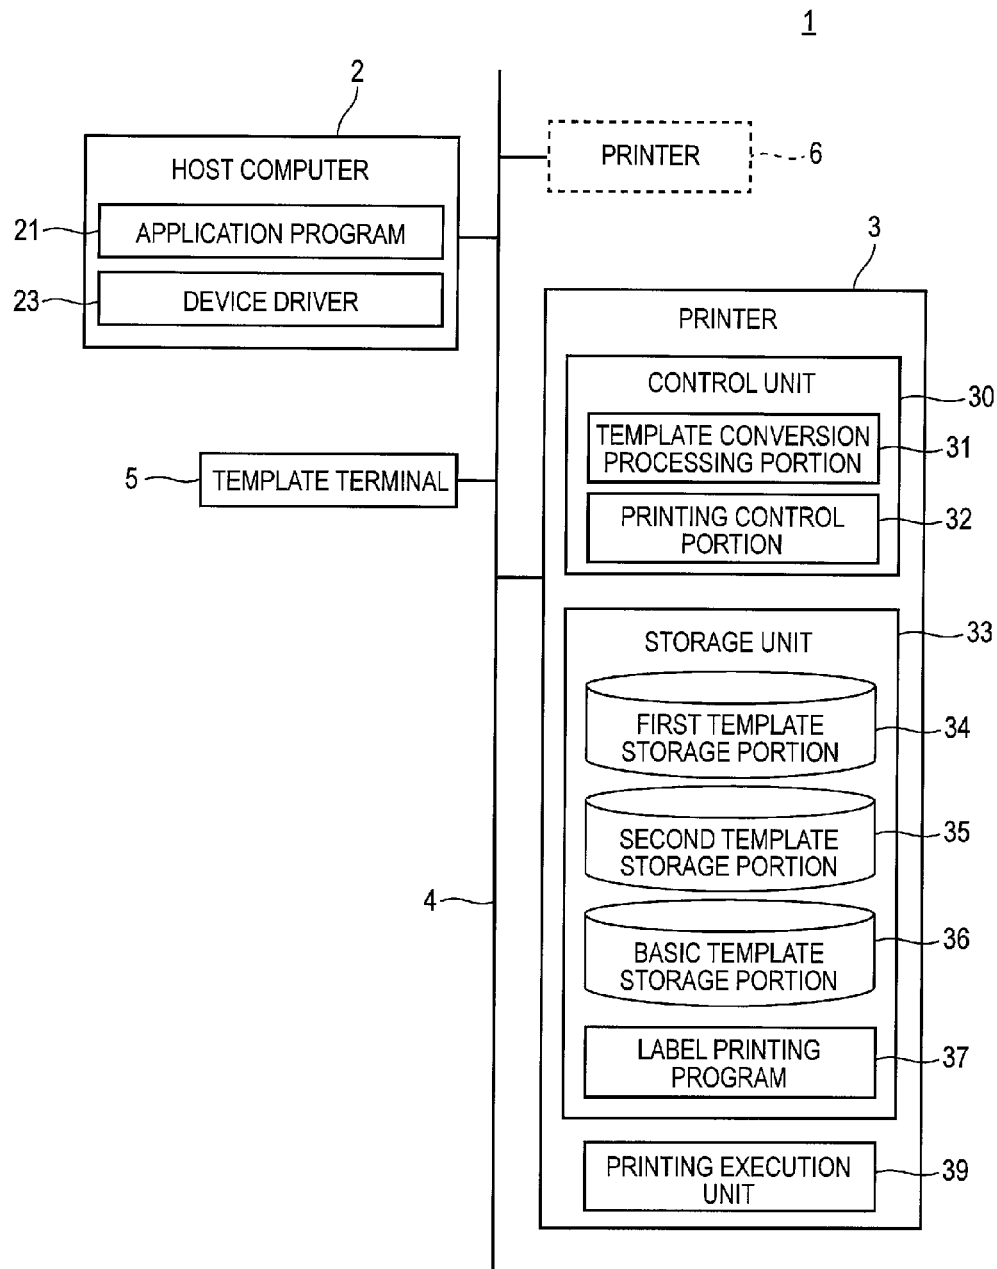 1
2
HOST COMPUTER
21
APPLICATION PROGRAM
23
DEVICE DRIVER
PRINTER
6
3
PRINTER
CONTROL UNIT
30
TEMPLATE CONVERSION
PROCESSING PORTION
31
PRINTING CONTROL
PORTION
32
5
TEMPLATE TERMINAL
STORAGE UNIT
33
FIRST TEMPLATE
STORAGE PORTION
34
SECOND TEMPLATE
STORAGE PORTION
35
4
BASIC TEMPLATE
STORAGE PORTION
36
LABEL PRINTING
PROGRAM
37
PRINTING EXECUTION
UNIT
39